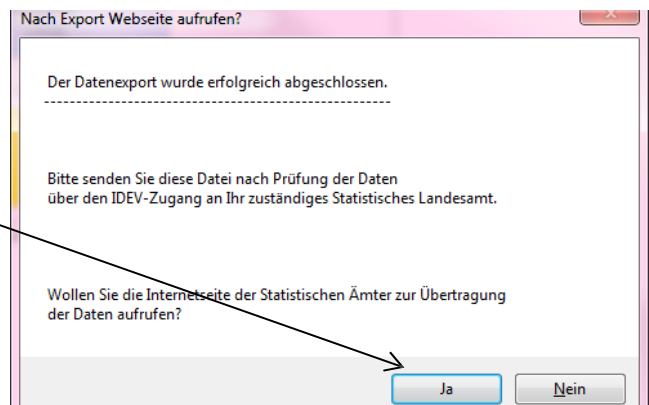 Nach Export Webseite aufrufen?
Der Datenexport wurde erfolgreich abgeschlossen.
-----------------------------------------------------
Bitte senden Sie diese Datei nach Prüfung der Daten
über den IDEV-Zugang an Ihr zuständiges Statistisches Landesamt.
Wollen Sie die Internetseite der Statistischen Ämter zur Übertragung
der Daten aufrufen?
Ja Nein